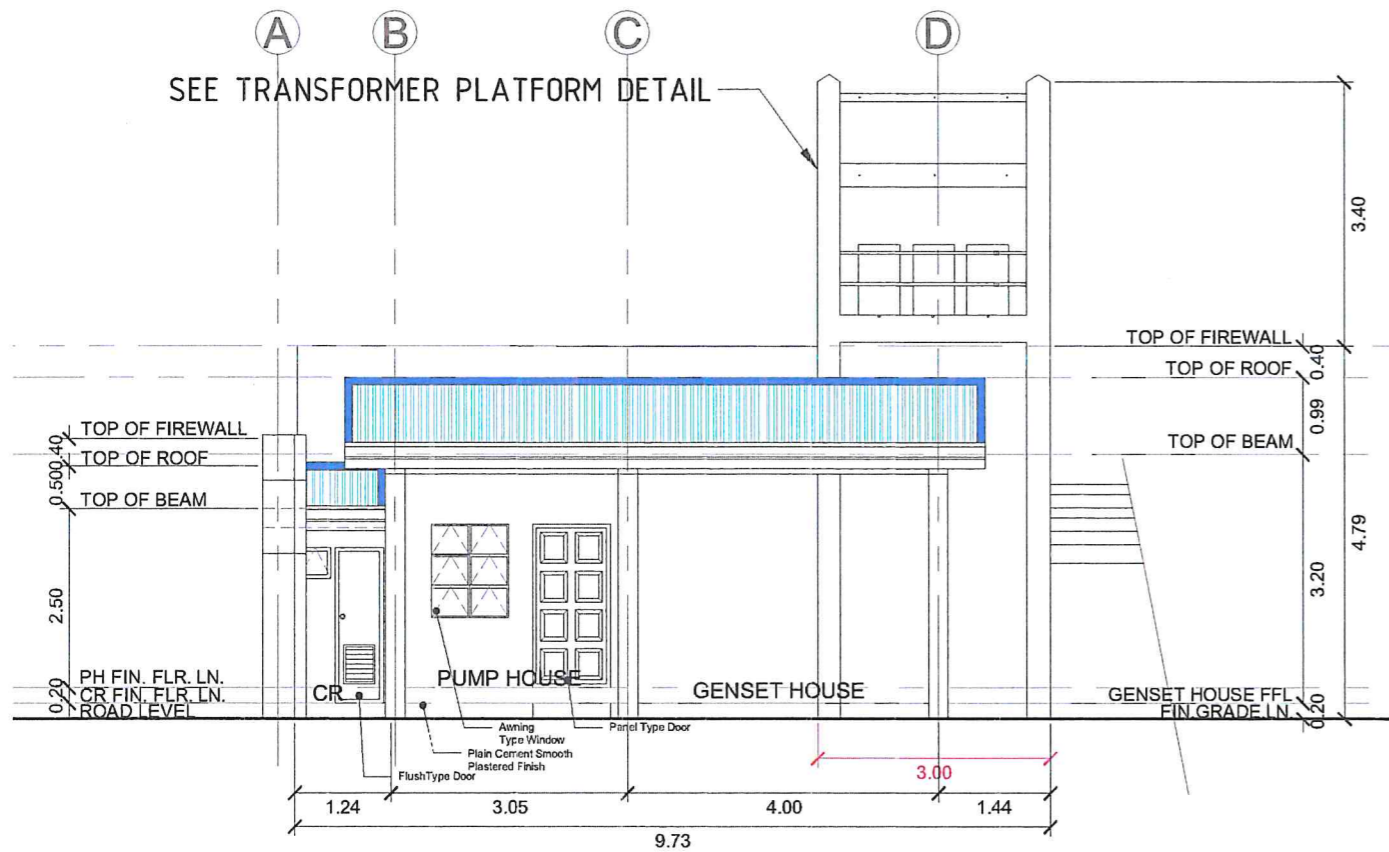 A B C D
SEE TRANSFORMER PLATFORM DETAIL
3.40
TOP OF FIREWALL
0.40
TOP OF ROOF
0.99
TOP OF BEAM
4.79
3.20
GENSET HOUSE FFL
FIN.GRADE.LN.
0.20
TOP OF FIREWALL
.40
TOP OF ROOF
0.500
TOP OF BEAM
2.50
PH FIN. FLR. LN.
CR FIN. FLR. LN.
ROAD LEVEL
0.20
CR
PUMP HOUSE
GENSET HOUSE
Awning
Type Window
Panel Type Door
Plain Cement Smooth
Plastered Finish
FlushType Door
3.00
1.24 3.05 4.00 1.44
9.73